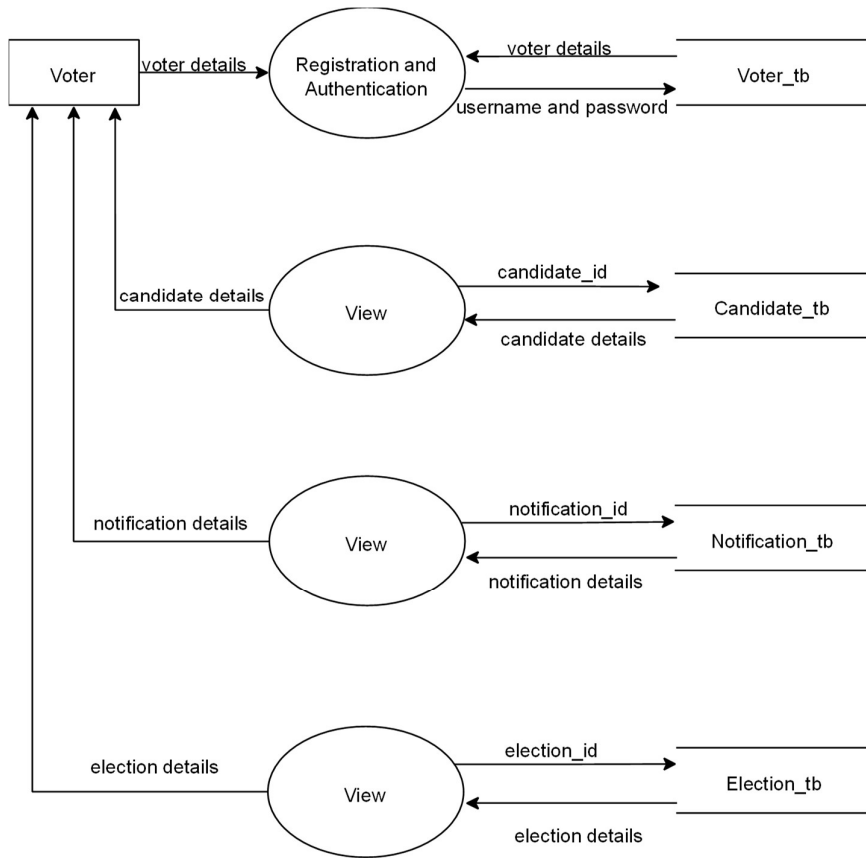 Voter
voter details
Registration and
Authentication
voter details
username and password
Voter_tb
candidate details
View
candidate_id
candidate details
Candidate_tb
notification details
View
notification_id
notification details
Notification_tb
election details
View
election_id
election details
Election_tb